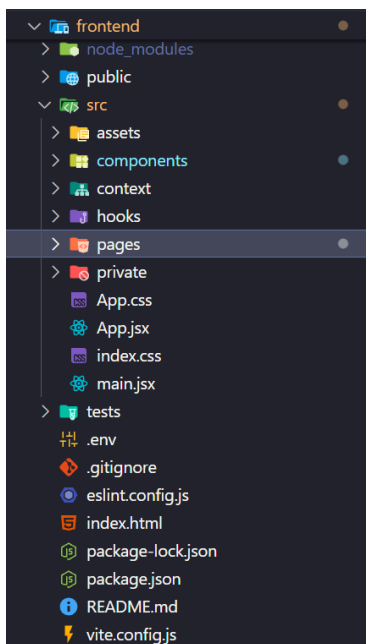 frontend
node_modules
public
src
assets
components
context
hooks
pages
private
App.css
App.jsx
index.css
main.jsx
tests
.env
.gitignore
eslint.config.js
index.html
package-lock.json
package.json
README.md
vite.config.js